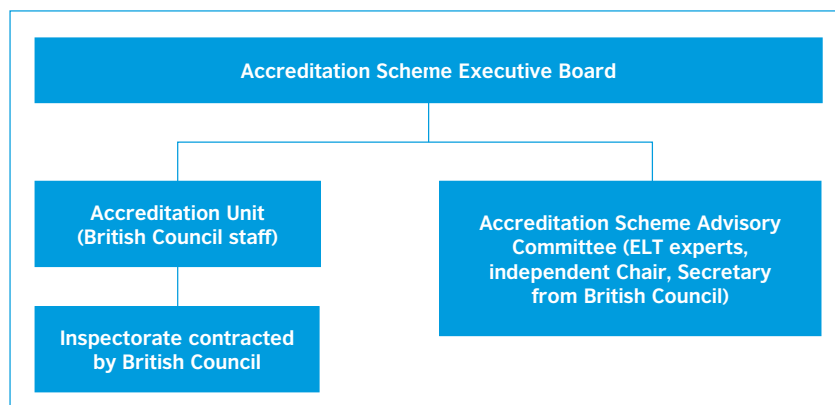 Accreditation Scheme Executive Board
Accreditation Unit
(British Council staff)
Accreditation Scheme Advisory
Committee (ELT experts,
independent Chair, Secretary
from British Council)
Inspectorate contracted
by British Council